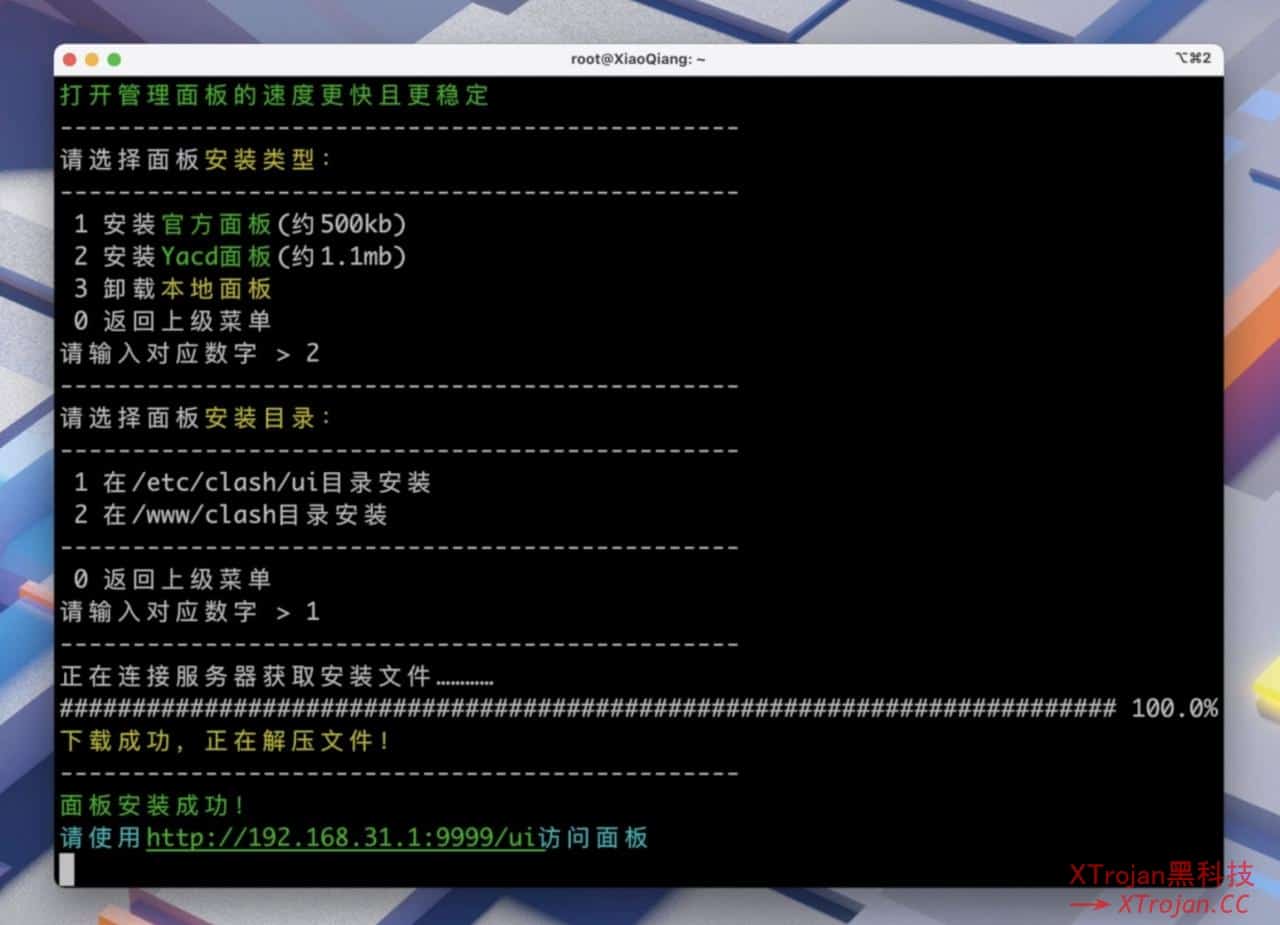 root@XiaoQiang: ~
⌥⌘2
打开管理面板的速度更快且更稳定
-----------------------------------------------
请选择面板安装类型:
-----------------------------------------------
1 安装官方面板(约500kb)
2 安装Yacd面板(约1.1mb)
3 卸载本地面板
0 返回上级菜单
请输入对应数字 > 2
-----------------------------------------------
请选择面板安装目录:
-----------------------------------------------
1 在/etc/clash/ui目录安装
2 在/www/clash目录安装
-----------------------------------------------
0 返回上级菜单
请输入对应数字 > 1
-----------------------------------------------
正在连接服务器获取安装文件…………
######################################################################### 100.0%
下载成功，正在解压文件！
-----------------------------------------------
面板安装成功！
请使用http://192.168.31.1:9999/ui访问面板
XTrojan黑科技
→ XTrojan.CC